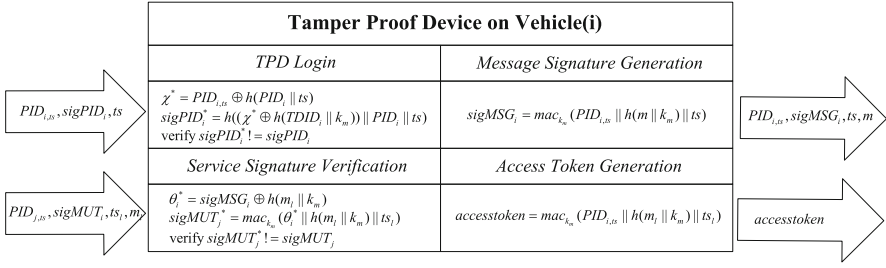 Tamper Proof Device on Vehicle(i)
TPD Login
Message Signature Generation
PID_{i,ts}, sigPID_i, ts
χ* = PID_{i,ts} ⊕ h(PID_i || ts)
sigPID_i* = h((χ* ⊕ h(TDID_i || k_m)) || PID_i || ts)
verify sigPID_i* != sigPID_i
sigMSG_i = mac_{k_m}(PID_{i,ts} || h(m || k_m) || ts)
PID_{i,ts}, sigMSG_i, ts, m
Service Signature Verification
Access Token Generation
PID_{j,ts}, sigMUT_i, ts_l, m_l
θ_i* = sigMSG_i ⊕ h(m_l || k_m)
sigMUT_j* = mac_{k_m}(θ_i* || h(m_l || k_m) || ts_l)
verify sigMUT_j* != sigMUT_j
accesstoken = mac_{k_m}(PID_{i,ts} || h(m_l || k_m) || ts_l)
accesstoken